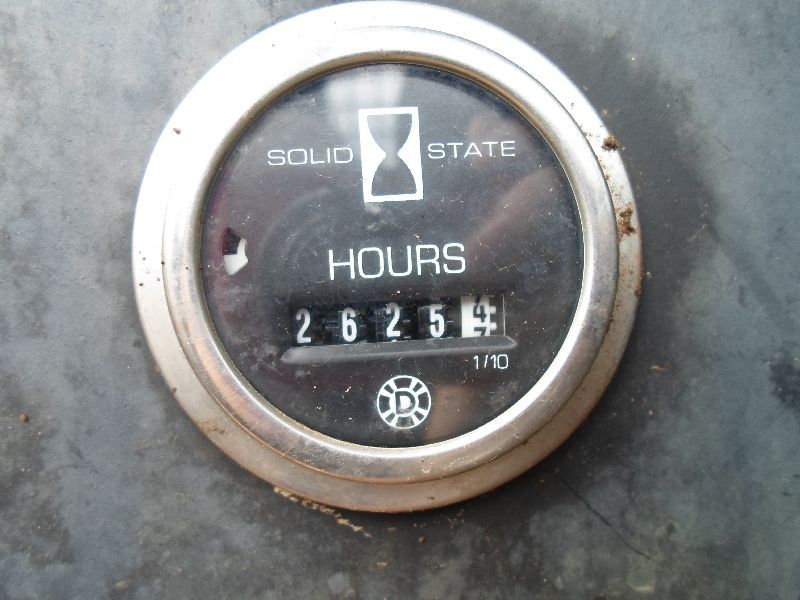 SOLID STATE
HOURS
26254
1/10
D